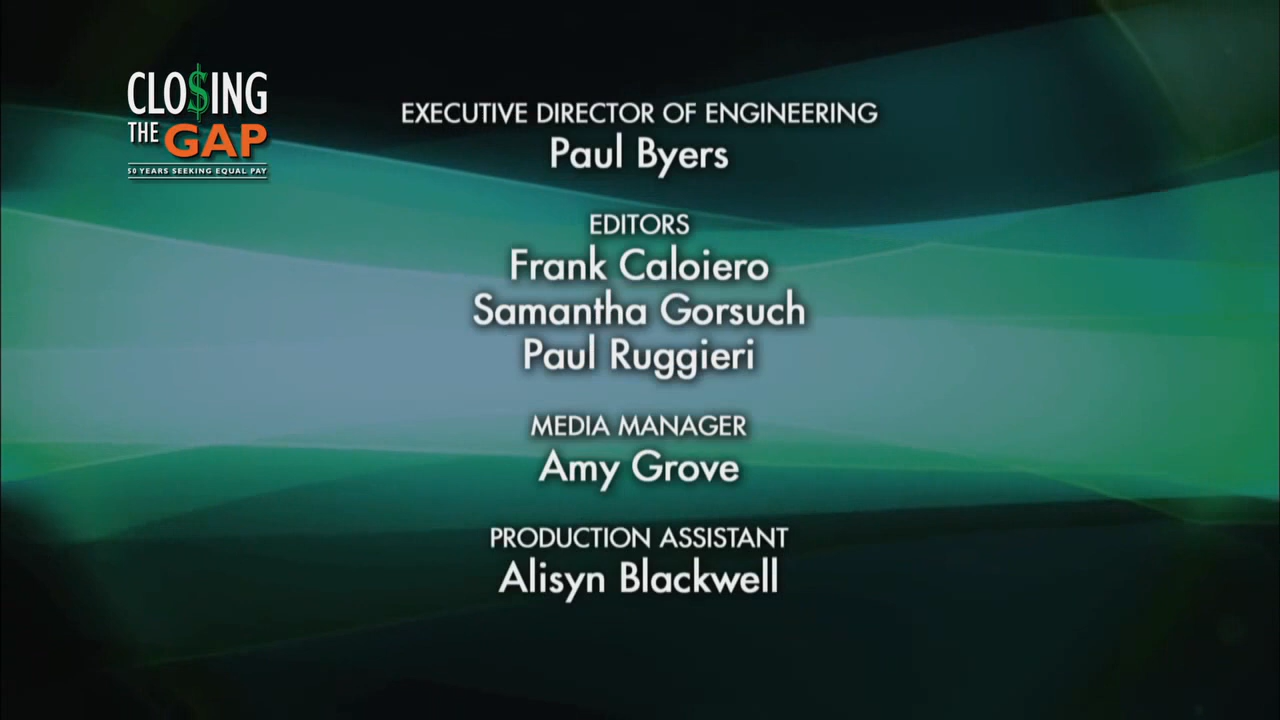 CLO$ING
THE GAP
50 YEARS SEEKING EQUAL PAY
EXECUTIVE DIRECTOR OF ENGINEERING
Paul Byers
EDITORS
Frank Caloiero
Samantha Gorsuch
Paul Ruggieri
MEDIA MANAGER
Amy Grove
PRODUCTION ASSISTANT
Alisyn Blackwell